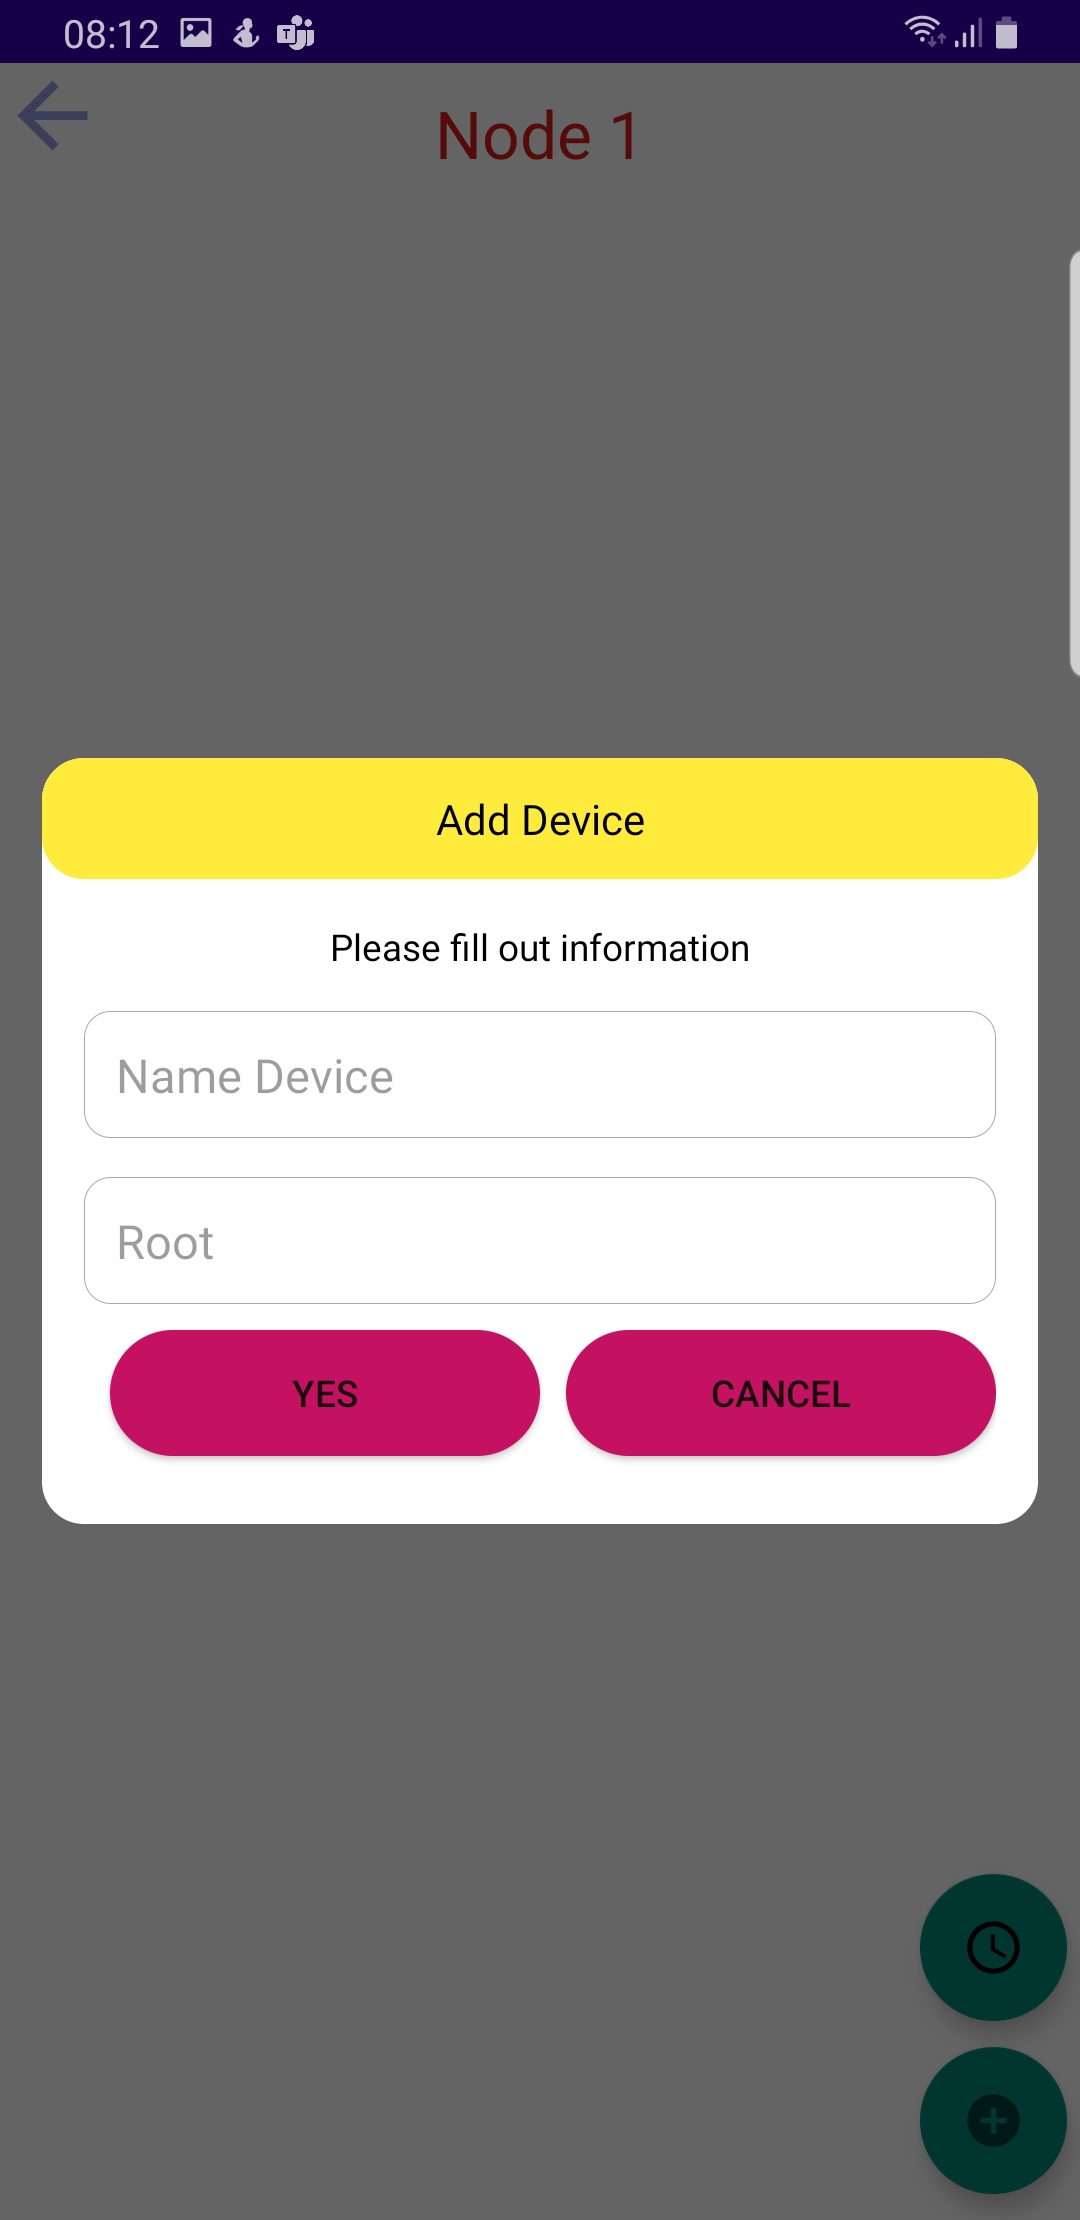 08:12
Node 1
Add Device
Please fill out information
Name Device
Root
YES CANCEL